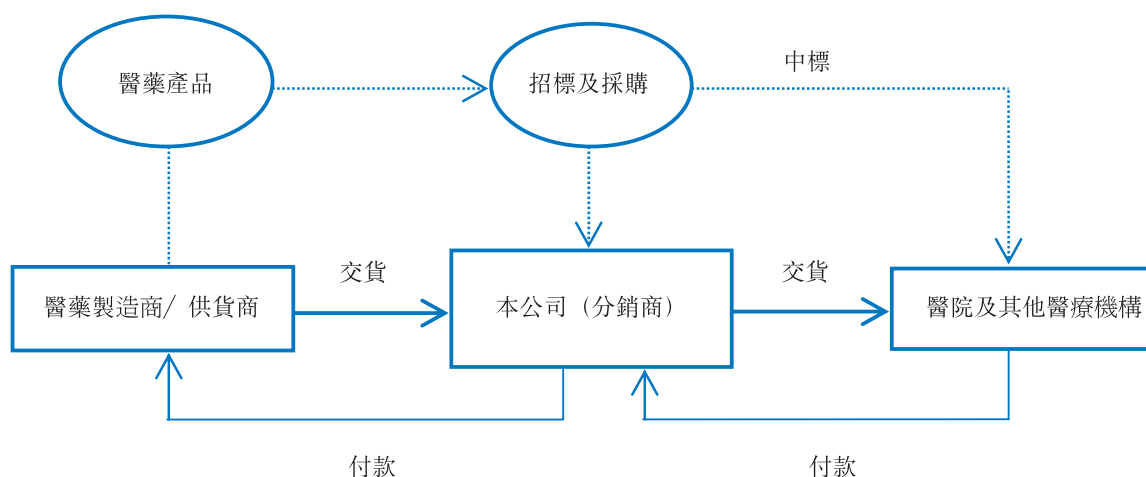 中標
醫藥產品
招標及採購
交貨
交貨
醫藥製造商/ 供貨商
本公司（分銷商）
醫院及其他醫療機構
付款
付款